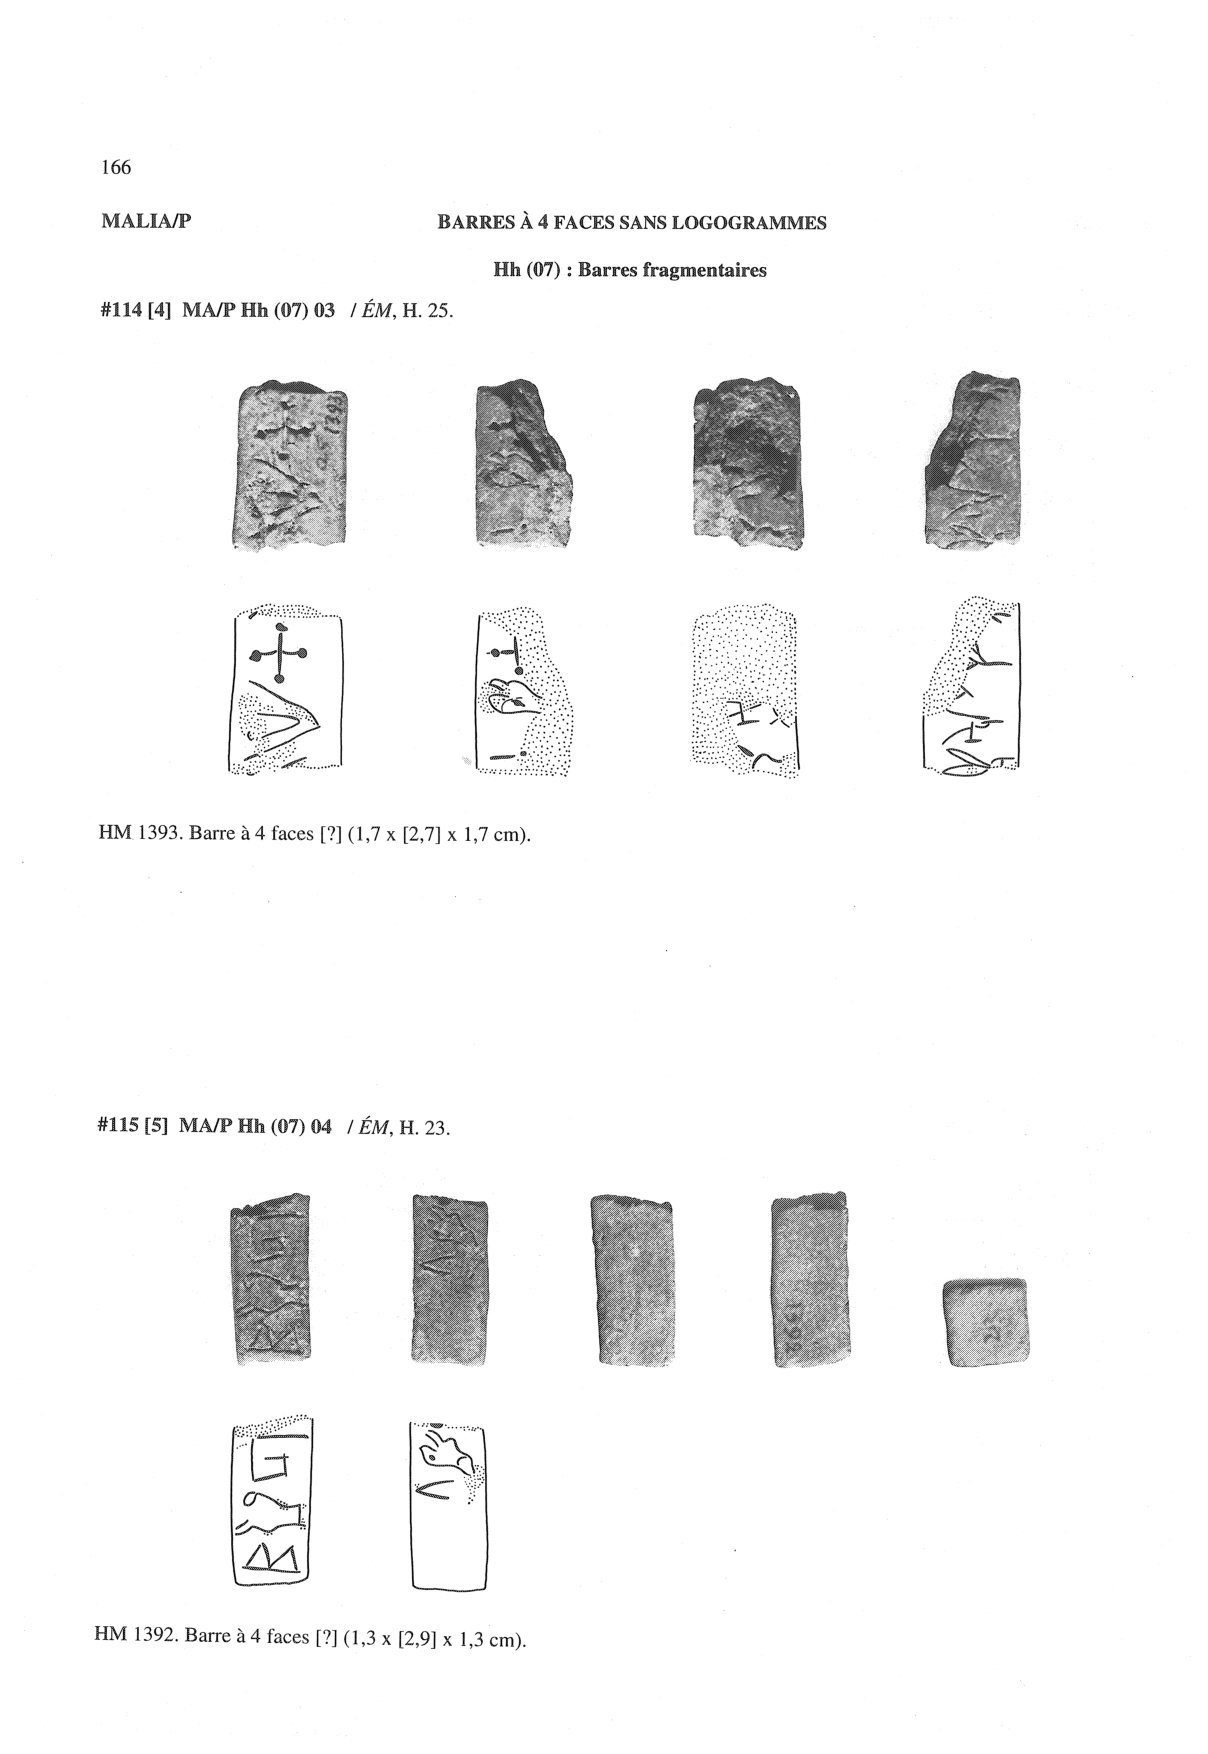 166
MALIA/P BARRES À 4 FACES SANS LOGOGRAMMES
Hh (07) : Barres fragmentaires
#114 [4] MA/P Hh (07) 03 / ÉM, H. 25.
HM 1393. Barre à 4 faces [?] (1,7 x [2,7] x 1,7 cm).
#115 [5] MA/P Hh (07) 04 / ÉM, H. 23.
HM 1392. Barre à 4 faces [?] (1,3 x [2,9] x 1,3 cm).